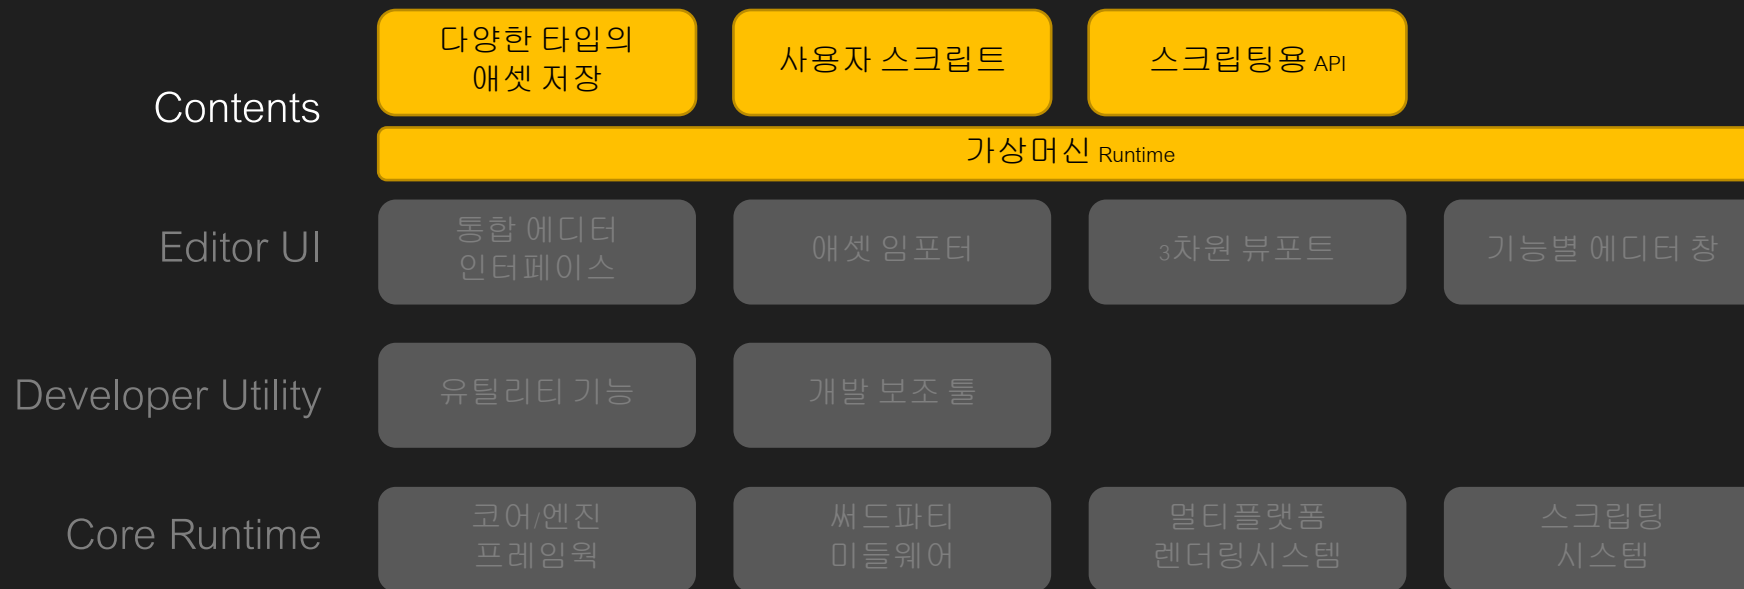 다양한 타입의
애셋 저장
사용자 스크립트
스크립팅용 API
Contents
가상머신 Runtime
Editor UI
통합 에디터
인터페이스
애셋 임포터
3차원 뷰포트
기능별 에디터 창
Developer Utility
유틸리티 기능
개발 보조 툴
Core Runtime
코어/엔진
프레임웍
써드파티
미들웨어
멀티플랫폼
렌더링시스템
스크립팅
시스템